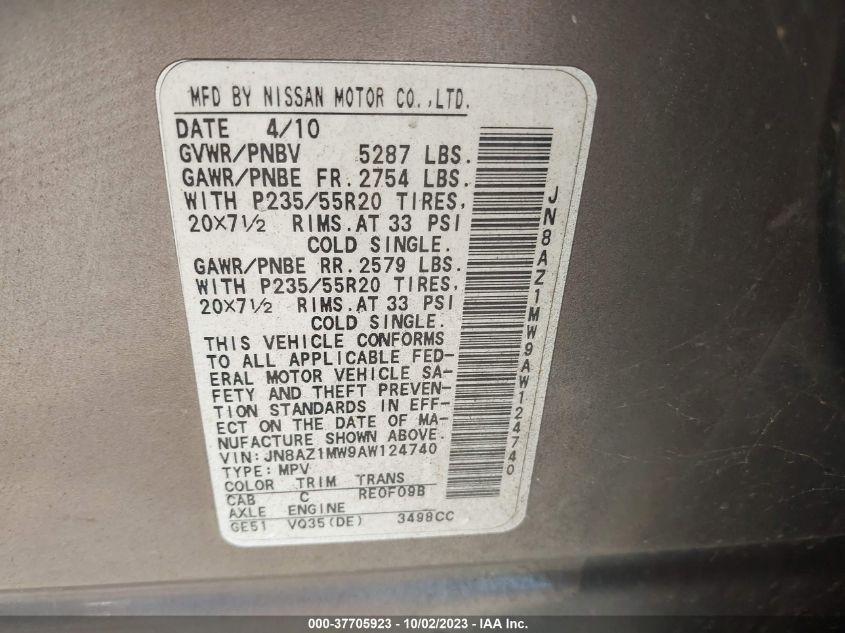 MFD BY NISSAN MOTOR CO.,LTD.
DATE 4/10
GVWR/PNBV 5287 LBS.
GAWR/PNBE FR. 2754 LBS.
WITH P235/55R20 TIRES,
20×7½ RIMS.AT 33 PSI
COLD SINGLE.
GAWR/PNBE RR. 2579 LBS.
WITH P235/55R20 TIRES,
20×7½ RIMS.AT 33 PSI
COLD SINGLE.
THIS VEHICLE CONFORMS
TO ALL APPLICABLE FED-
ERAL MOTOR VEHICLE SA-
FETY AND THEFT PREVEN-
TION STANDARDS IN EFF-
ECT ON THE DATE OF MA-
NUFACTURE SHOWN ABOVE.
VIN: JN8AZ1MW9AW124740
TYPE: MPV
COLOR TRIM TRANS
CAB C RE0F09B
AXLE ENGINE
GE51 VQ35(DE) 3498CC
JN8AZ1MW9AW124740
000-37705923 - 10/02/2023 - IAA Inc.